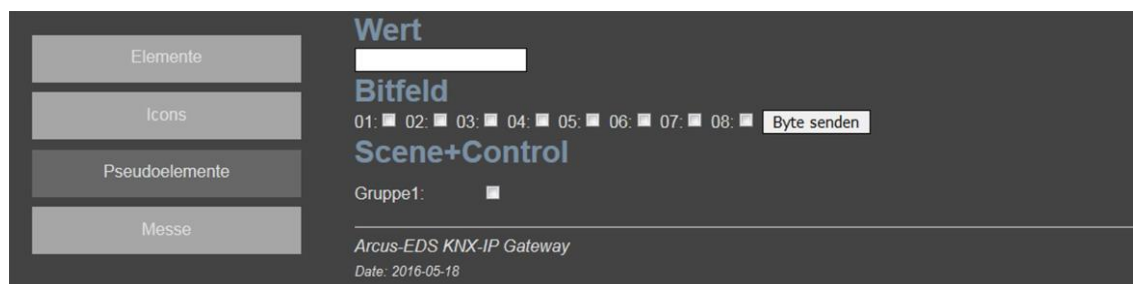 Elemente
Icons
Pseudoelemente
Messe
Wert
Bitfeld
01: 02: 03: 04: 05: 06: 07: 08: Byte senden
Scene+Control
Gruppe1:
Arcus-EDS KNX-IP Gateway
Date: 2016-05-18